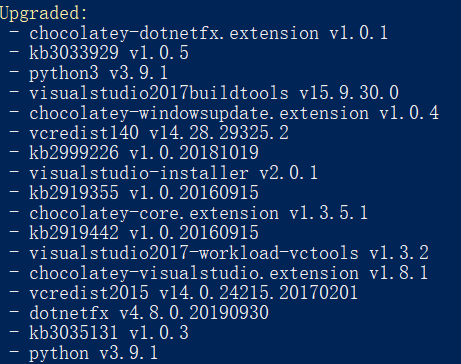 Upgraded:
- chocolatey-dotnetfx.extension v1.0.1
- kb3033929 v1.0.5
- python3 v3.9.1
- visualstudio2017buildtools v15.9.30.0
- chocolatey-windowsupdate.extension v1.0.4
- vcredist140 v14.28.29325.2
- kb2999226 v1.0.20181019
- visualstudio-installer v2.0.1
- kb2919355 v1.0.20160915
- chocolatey-core.extension v1.3.5.1
- kb2919442 v1.0.20160915
- visualstudio2017-workload-vctools v1.3.2
- chocolatey-visualstudio.extension v1.8.1
- vcredist2015 v14.0.24215.20170201
- dotnetfx v4.8.0.20190930
- kb3035131 v1.0.3
- python v3.9.1